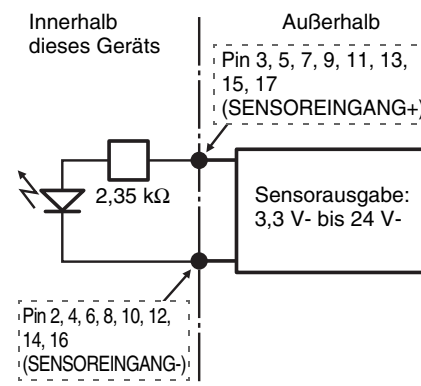 Innerhalb
dieses Geräts
Außerhalb
Pin 3, 5, 7, 9, 11, 13,
15, 17
(SENSOREINGANG+)
2,35 kΩ
Sensorausgabe:
3,3 V- bis 24 V-
Pin 2, 4, 6, 8, 10, 12,
14, 16
(SENSOREINGANG-)